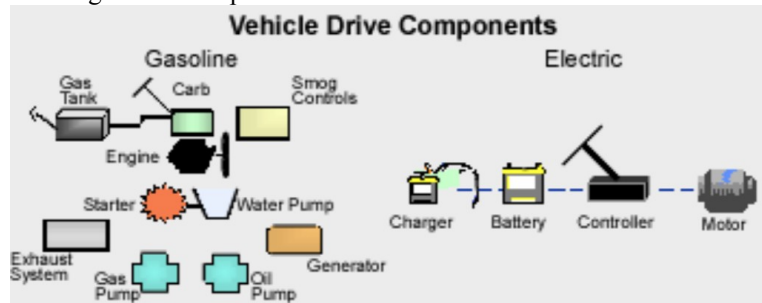 Vehicle Drive Components
Gasoline
Electric
Gas
Tank
Carb
Smog
Controls
Engine
Starter
Water Pump
Charger
Battery
Controller
Motor
Exhaust
System
Generator
Gas
Pump
Oil
Pump